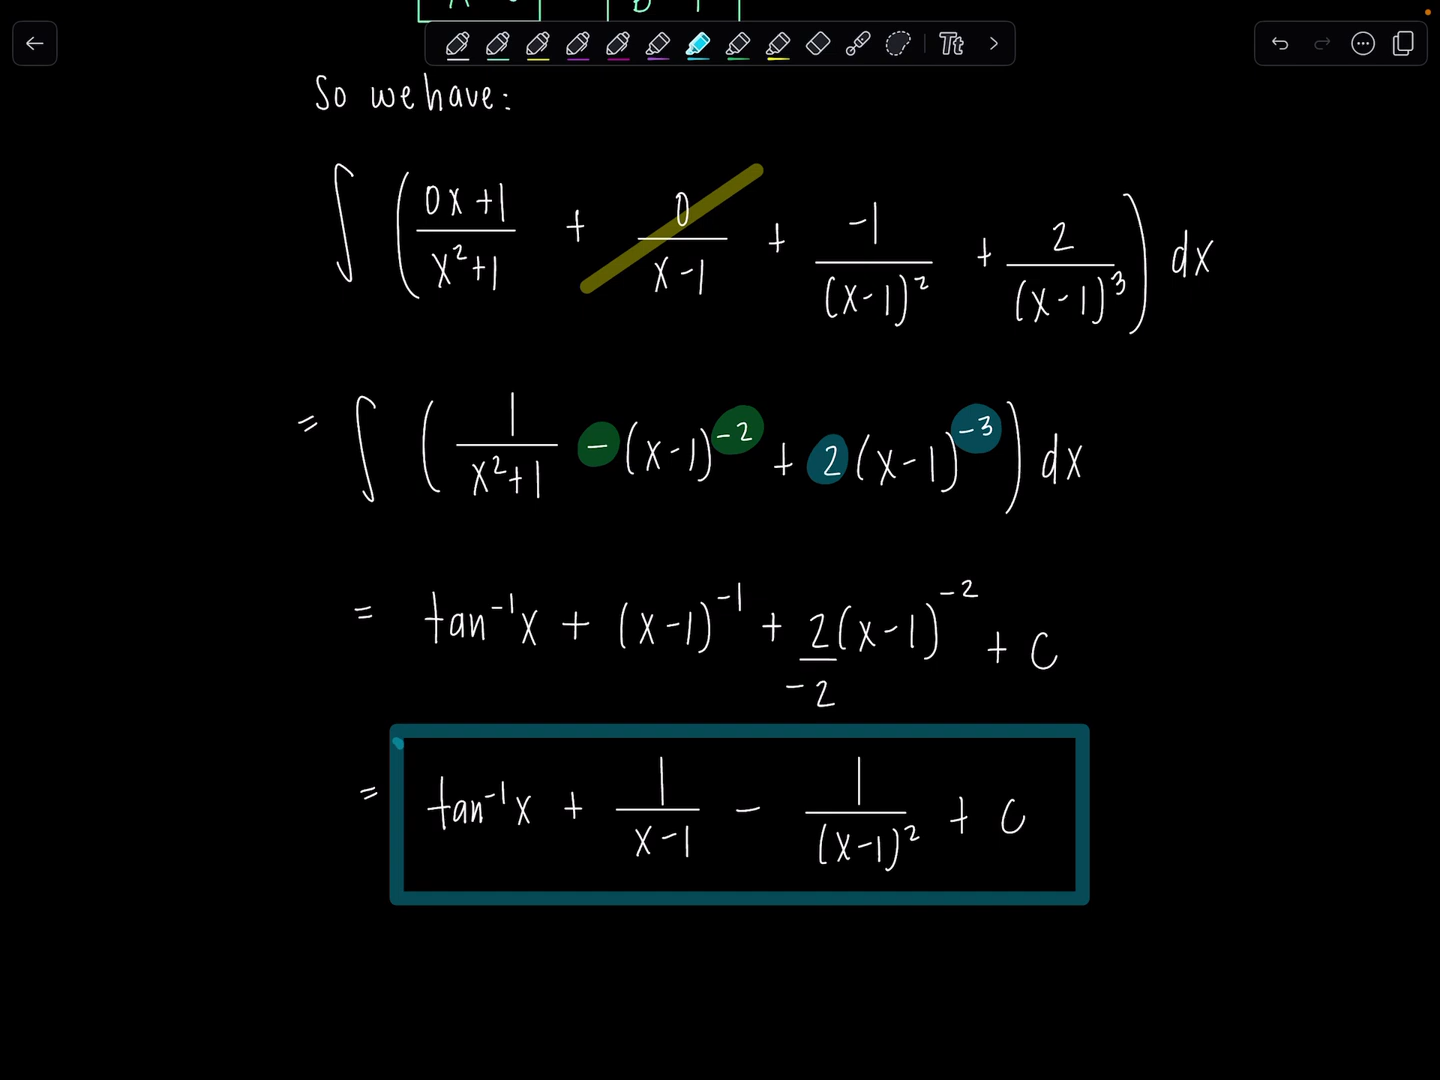 Tt
So we have:
∫ ( (0x+1)/(x²+1) + 0/(x-1) + -1/(x-1)² + 2/(x-1)³ ) dx
= ∫ ( 1/(x²+1) - (x-1)⁻² + 2(x-1)⁻³ ) dx
= tan⁻¹x + (x-1)⁻¹ + 2/-2 (x-1)⁻² + C
= tan⁻¹x + 1/(x-1) - 1/(x-1)² + C